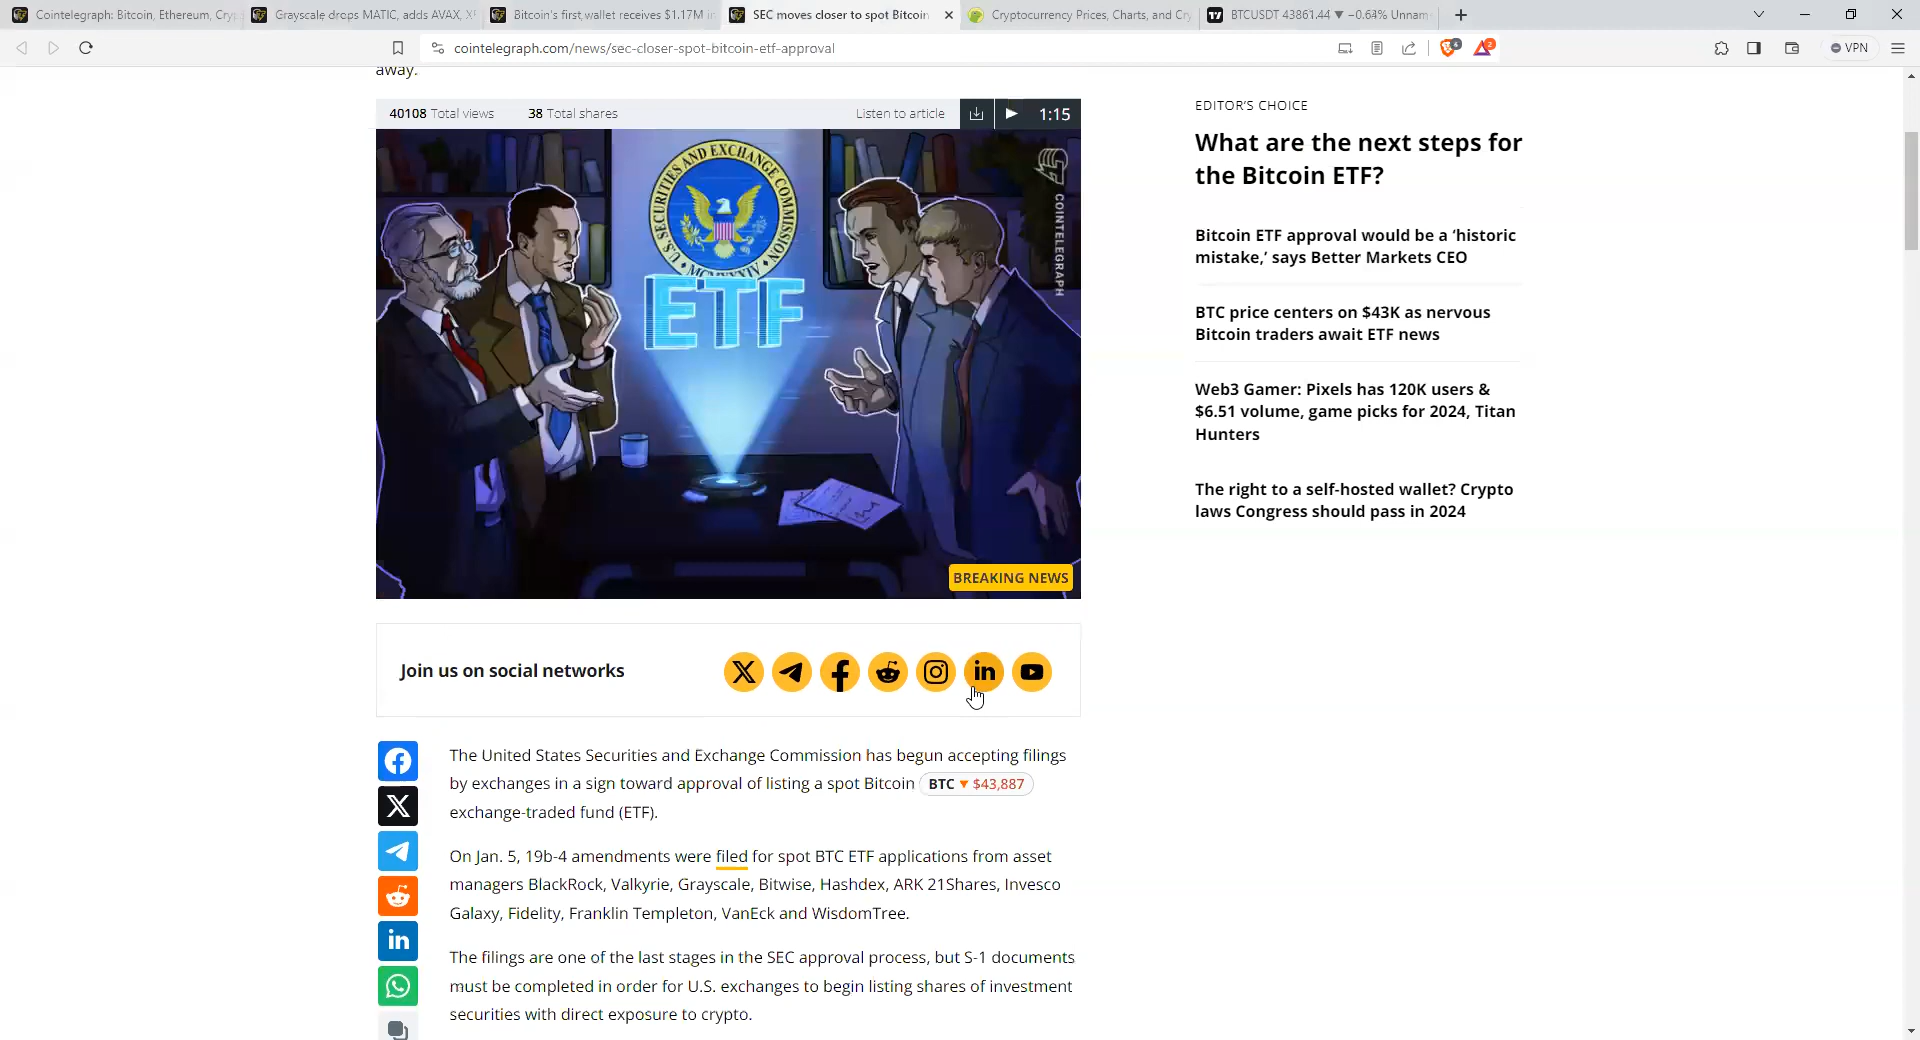 Cointelegraph: Bitcoin, Ethereum, Cry
Grayscale drops MATIC, adds AVAX, X
Bitcoin's first wallet receives $1.17M i
SEC moves closer to spot Bitcoin
Cryptocurrency Prices, Charts, and Cry
BTCUSDT 43861.44 ▼ −0.64% Unnam
cointelegraph.com/news/sec-closer-spot-bitcoin-etf-approval
4
2
VPN
away.
40108 Total views
38 Total shares
Listen to article
1:15
U.S. SECURITIES AND EXCHANGE COMMISSION
MCMXXXIV
ETF
COINTELEGRAPH
BREAKING NEWS
EDITOR'S CHOICE
What are the next steps for
the Bitcoin ETF?
Bitcoin ETF approval would be a ‘historic
mistake,’ says Better Markets CEO
BTC price centers on $43K as nervous
Bitcoin traders await ETF news
Web3 Gamer: Pixels has 120K users &
$6.51 volume, game picks for 2024, Titan
Hunters
The right to a self-hosted wallet? Crypto
laws Congress should pass in 2024
Join us on social networks
The United States Securities and Exchange Commission has begun accepting filings
by exchanges in a sign toward approval of listing a spot Bitcoin BTC ▼ $43,887
exchange-traded fund (ETF).
On Jan. 5, 19b-4 amendments were filed for spot BTC ETF applications from asset
managers BlackRock, Valkyrie, Grayscale, Bitwise, Hashdex, ARK 21Shares, Invesco
Galaxy, Fidelity, Franklin Templeton, VanEck and WisdomTree.
The filings are one of the last stages in the SEC approval process, but S-1 documents
must be completed in order for U.S. exchanges to begin listing shares of investment
securities with direct exposure to crypto.